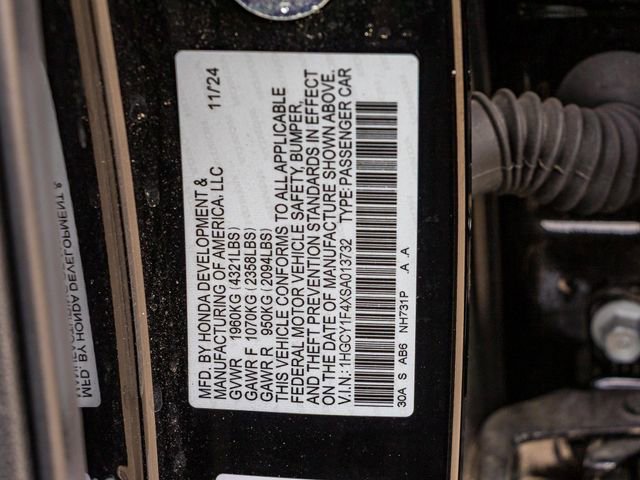 MFD. BY HONDA DEVELOPMENT &
MANUFACTURING OF AMERICA, LLC 11/24
GVWR 1960KG (4321LBS)
GAWR F 1070KG (2358LBS)
GAWR R 950KG (2094LBS)
THIS VEHICLE CONFORMS TO ALL APPLICABLE
FEDERAL MOTOR VEHICLE SAFETY, BUMPER,
AND THEFT PREVENTION STANDARDS IN EFFECT
ON THE DATE OF MANUFACTURE SHOWN ABOVE.
V.I.N.: 1HGCY1F4XSA013732 TYPE: PASSENGER CAR
30A S AB6 NH731P .A .A
MFD. BY HONDA DEVELOPMENT &